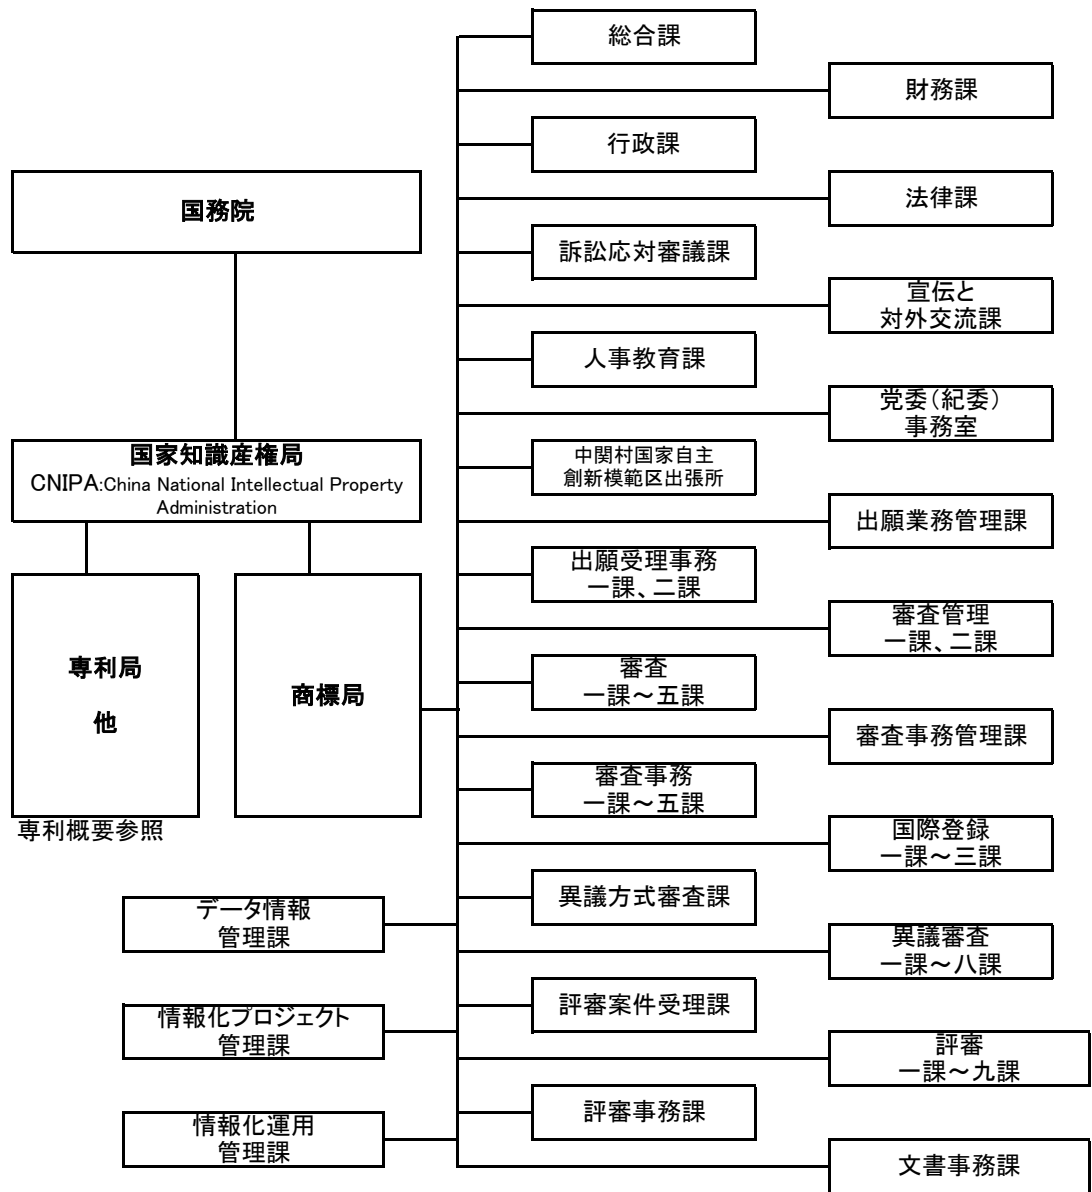 総合課
財務課
行政課
国務院
法律課
訴訟応対審議課
宣伝と
対外交流課
人事教育課
党委（紀委）
事務室
国家知識産権局
CNIPA:China National Intellectual Property
Administration
中関村国家自主
創新模範区出張所
出願業務管理課
出願受理事務
一課、二課
審査管理
一課、二課
専利局
他
商標局
審査
一課～五課
審査事務管理課
審査事務
一課～五課
専利概要参照
国際登録
一課～三課
データ情報
管理課
異議方式審査課
異議審査
一課～八課
情報化プロジェクト
管理課
評審案件受理課
評審
一課～九課
情報化運用
管理課
評審事務課
文書事務課